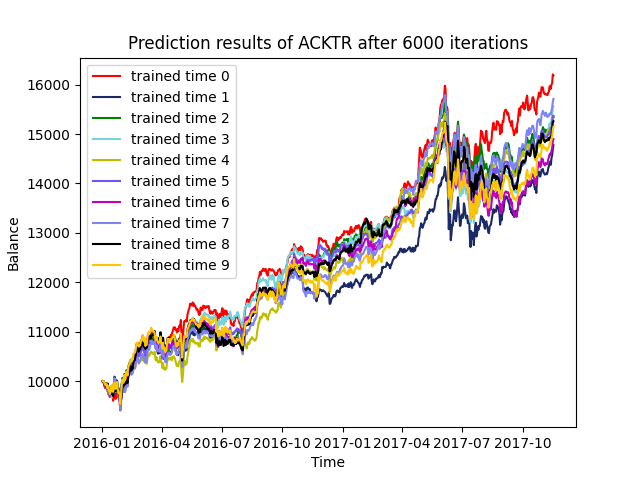 Prediction results of ACKTR after 6000 iterations
trained time 0
trained time 1
trained time 2
trained time 3
trained time 4
trained time 5
trained time 6
trained time 7
trained time 8
trained time 9
16000
15000
14000
13000
12000
11000
10000
Balance
2016-01 2016-04 2016-07 2016-10 2017-01 2017-04 2017-07 2017-10
Time